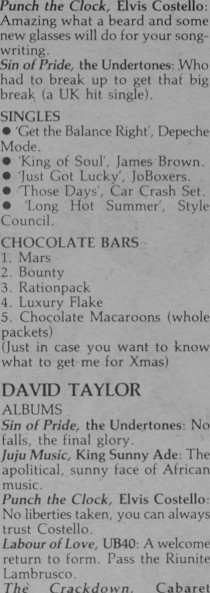 Punch the Clock, Elvis Costello:
Amazing what a beard and some
new glasses will do for your song-
writing.
Sin of Pride, the Undertones: Who
had to break up to get that big
break (a UK hit single).
SINGLES
● 'Get the Balance Right', Depeche
Mode.
● 'King of Soul', James Brown.
● 'Just Got Lucky', JoBoxers.
● 'Those Days', Car Crash Set.
● 'Long Hot Summer', Style
Council.
CHOCOLATE BARS
1. Mars
2. Bounty
3. Rationpack
4. Luxury Flake
5. Chocolate Macaroons (whole
packets)
(Just in case you want to know
what to get me for Xmas)
DAVID TAYLOR
ALBUMS
Sin of Pride, the Undertones: No
falls, the final glory.
Juju Music, King Sunny Ade: The
apolitical, sunny face of African
music.
Punch the Clock, Elvis Costello:
No liberties taken, you can always
trust Costello.
Labour of Love, UB40: A welcome
return to form. Pass the Riunite
Lambrusco.
The Crackdown, Cabaret